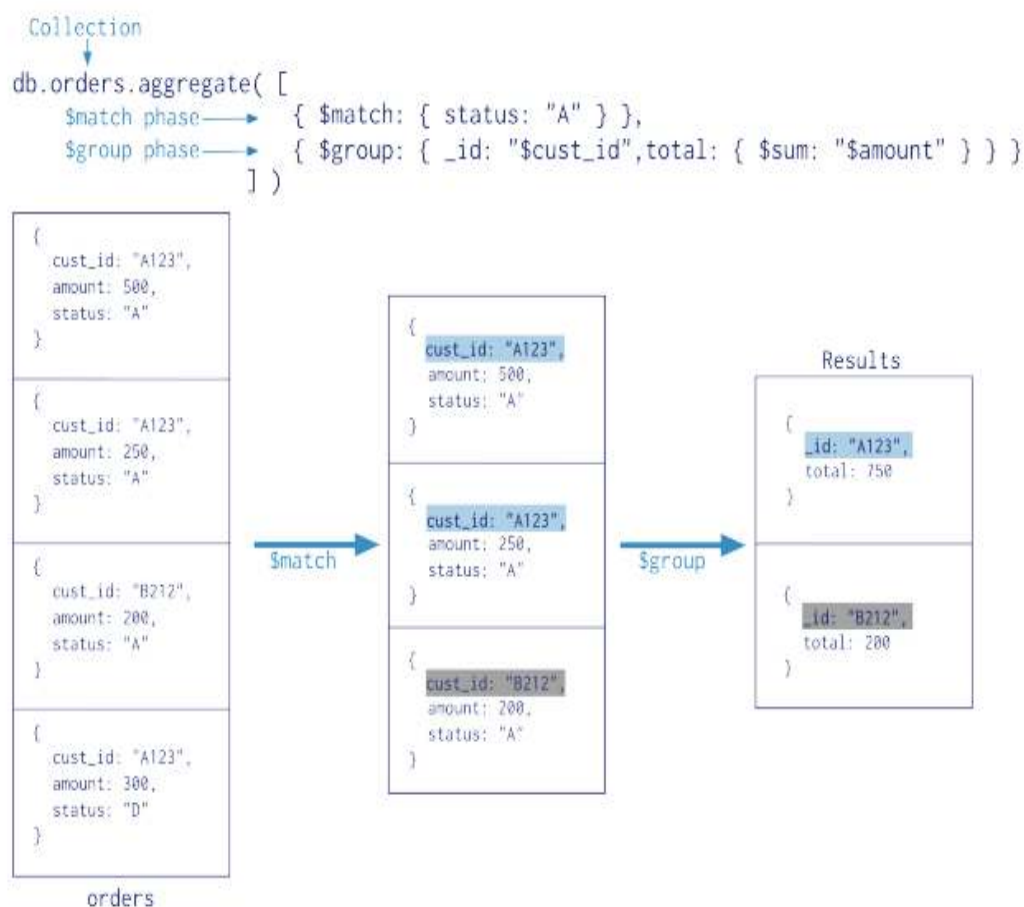 Collection
db.orders.aggregate( [
$match phase { $match: { status: "A" } },
$group phase { $group: { _id: "$cust_id",total: { $sum: "$amount" } } }
] )
{
cust_id: "A123",
amount: 500,
status: "A"
}
{
cust_id: "A123",
amount: 250,
status: "A"
}
{
cust_id: "B212",
amount: 200,
status: "A"
}
{
cust_id: "A123",
amount: 300,
status: "D"
}
orders
$match
{
cust_id: "A123",
amount: 500,
status: "A"
}
{
cust_id: "A123",
amount: 250,
status: "A"
}
{
cust_id: "B212",
amount: 200,
status: "A"
}
$group
Results
{
_id: "A123",
total: 750
}
{
_id: "B212",
total: 200
}